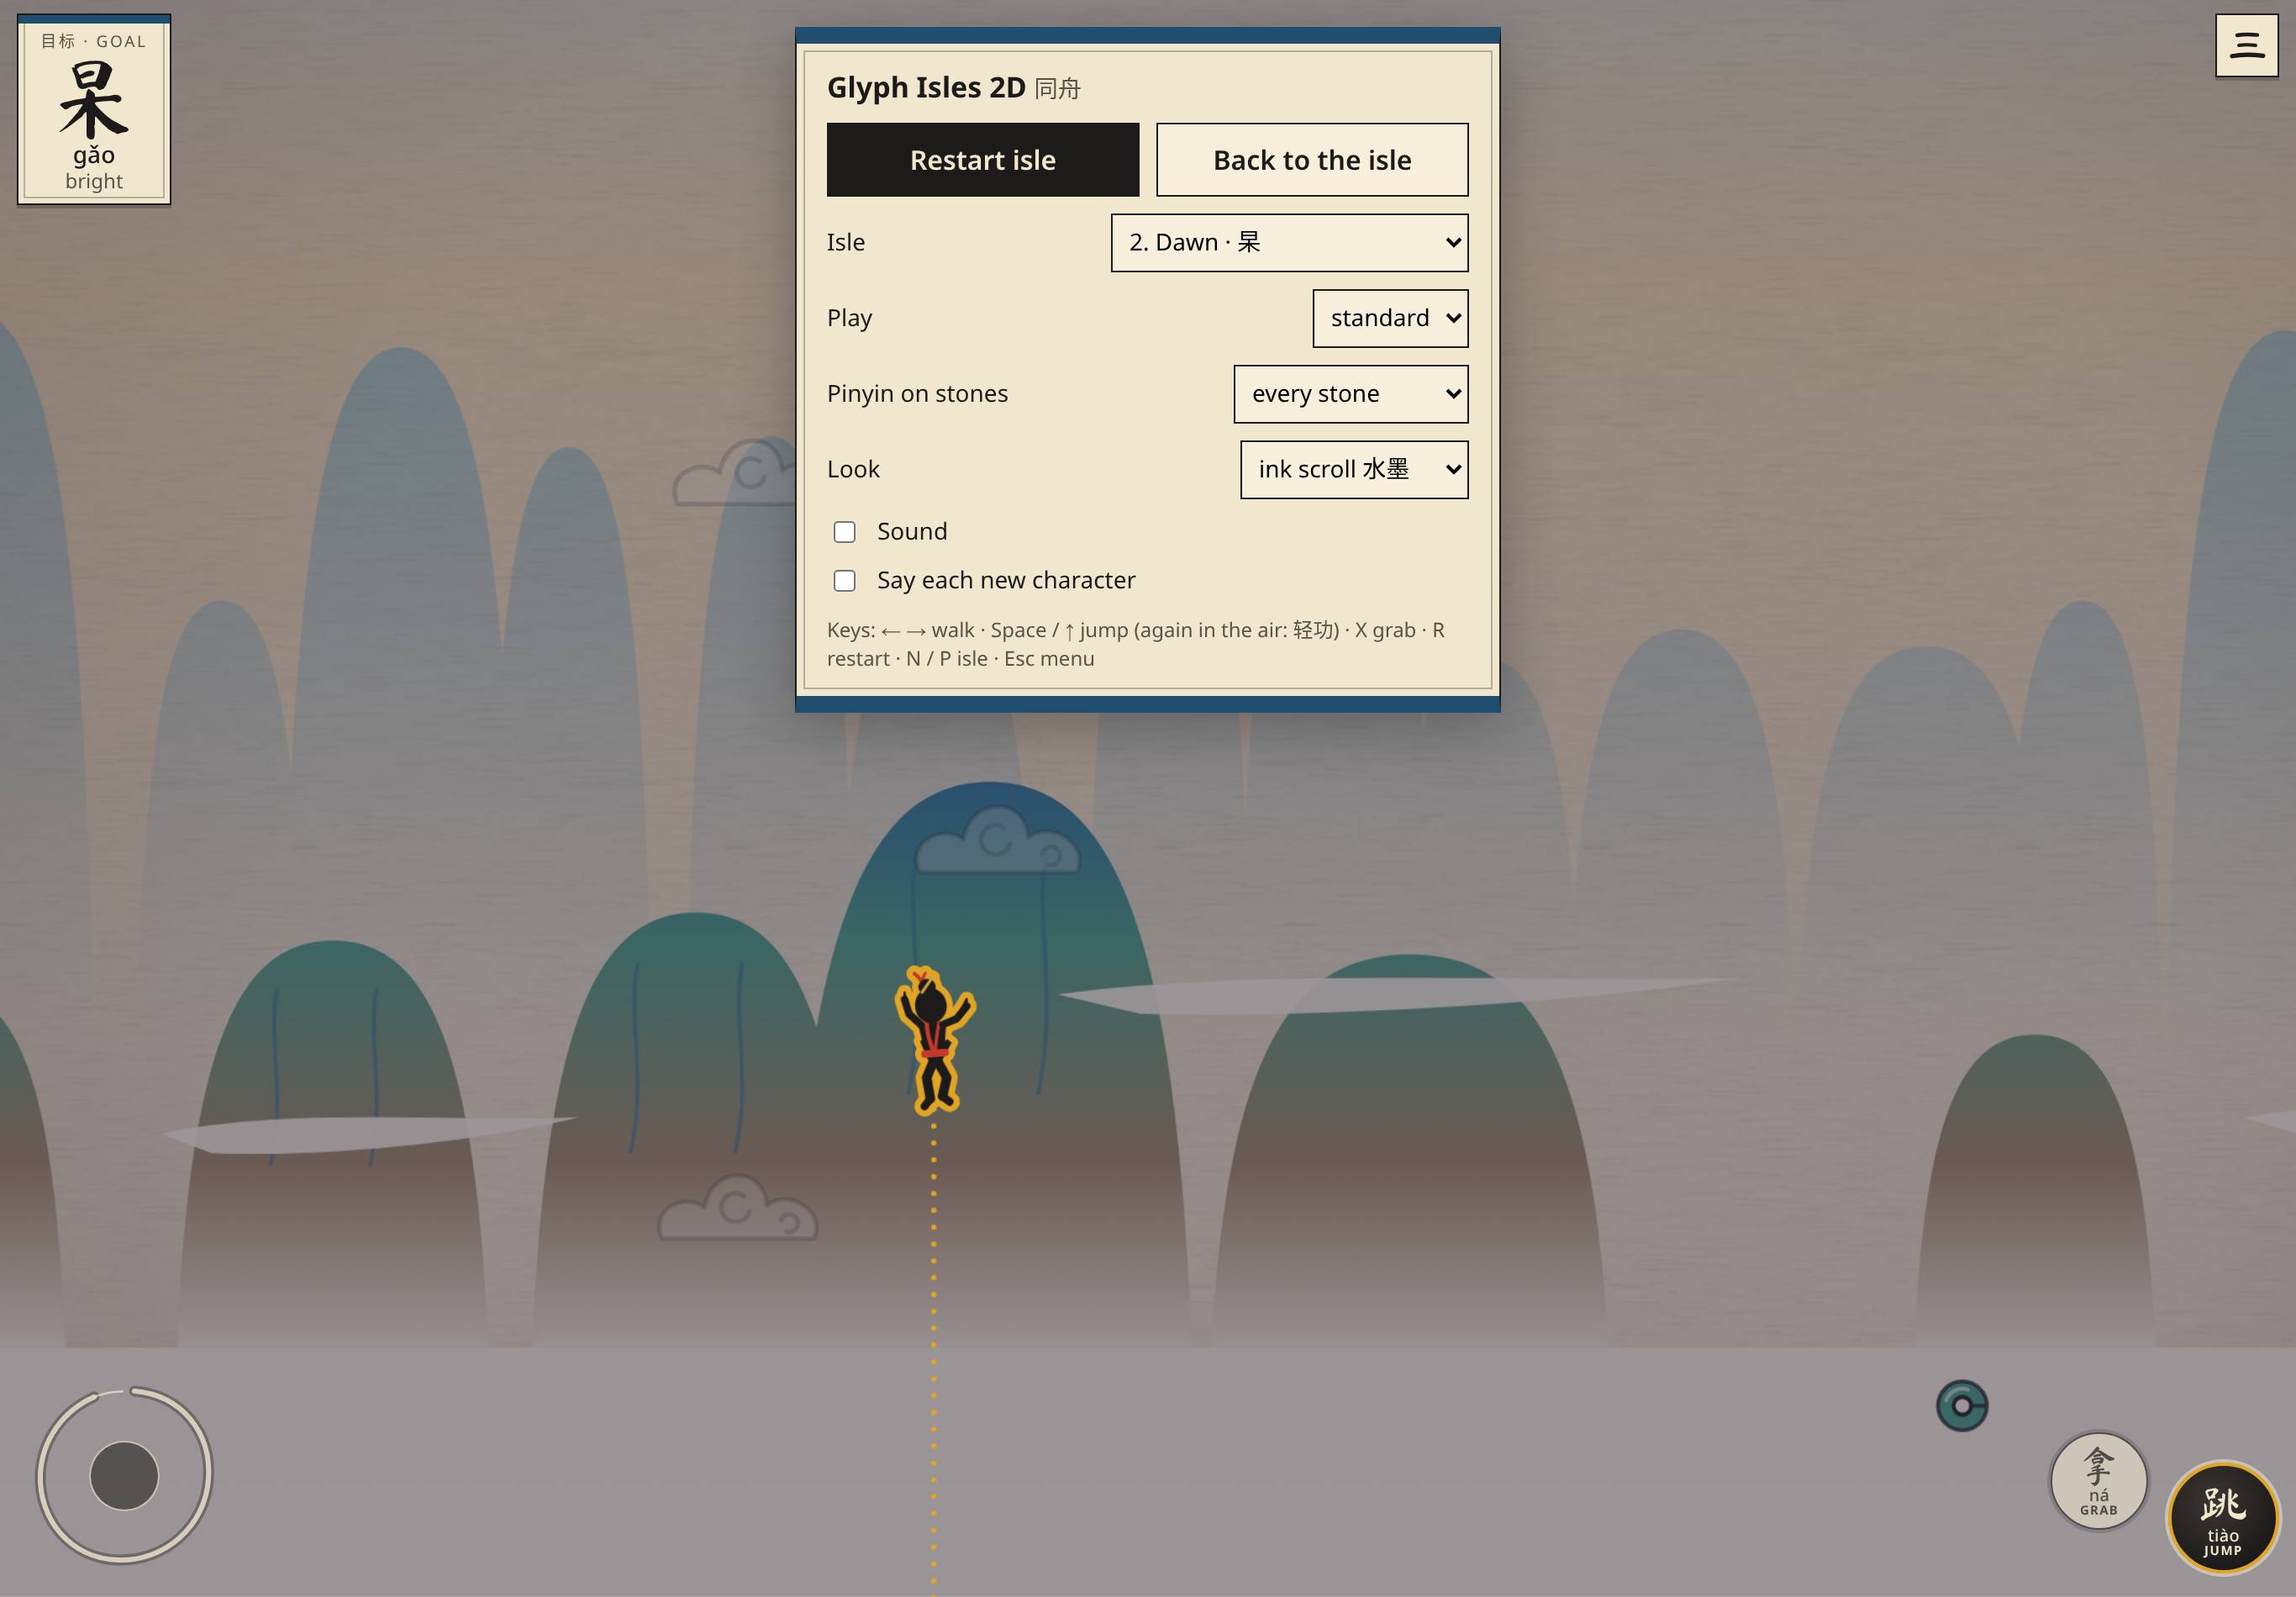 目标 · GOAL
杲
gǎo
bright
三
Glyph Isles 2D 同舟
Restart isle
Back to the isle
Isle
2. Dawn · 杲
Play
standard
Pinyin on stones
every stone
Look
ink scroll 水墨
Sound
Say each new character
Keys: ←→ walk · Space / ↑ jump (again in the air: 轻功) · X grab · R
restart · N / P isle · Esc menu
拿
ná
GRAB
跳
tiào
JUMP